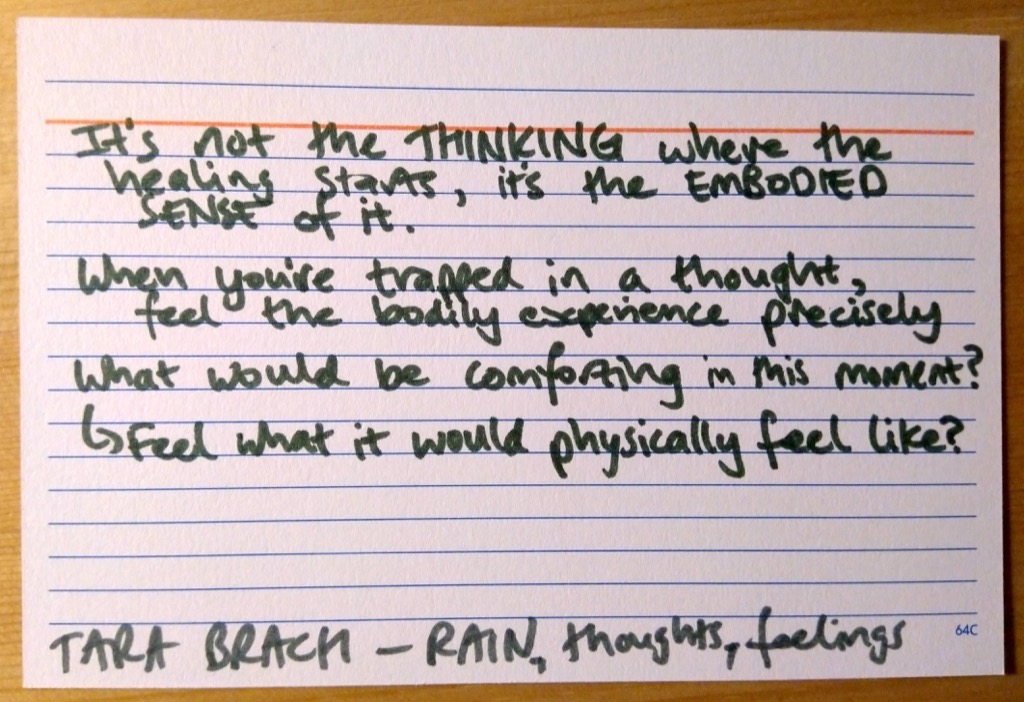 It's not the THINKING where the
healing starts, it's the EMBODIED
SENSE of it.
When you're trapped in a thought,
feel the bodily experience precisely
What would be comforting in this moment?
↳ Feel what it would physically feel like?
TARA BRACH – RAIN, thoughts, feelings
64C